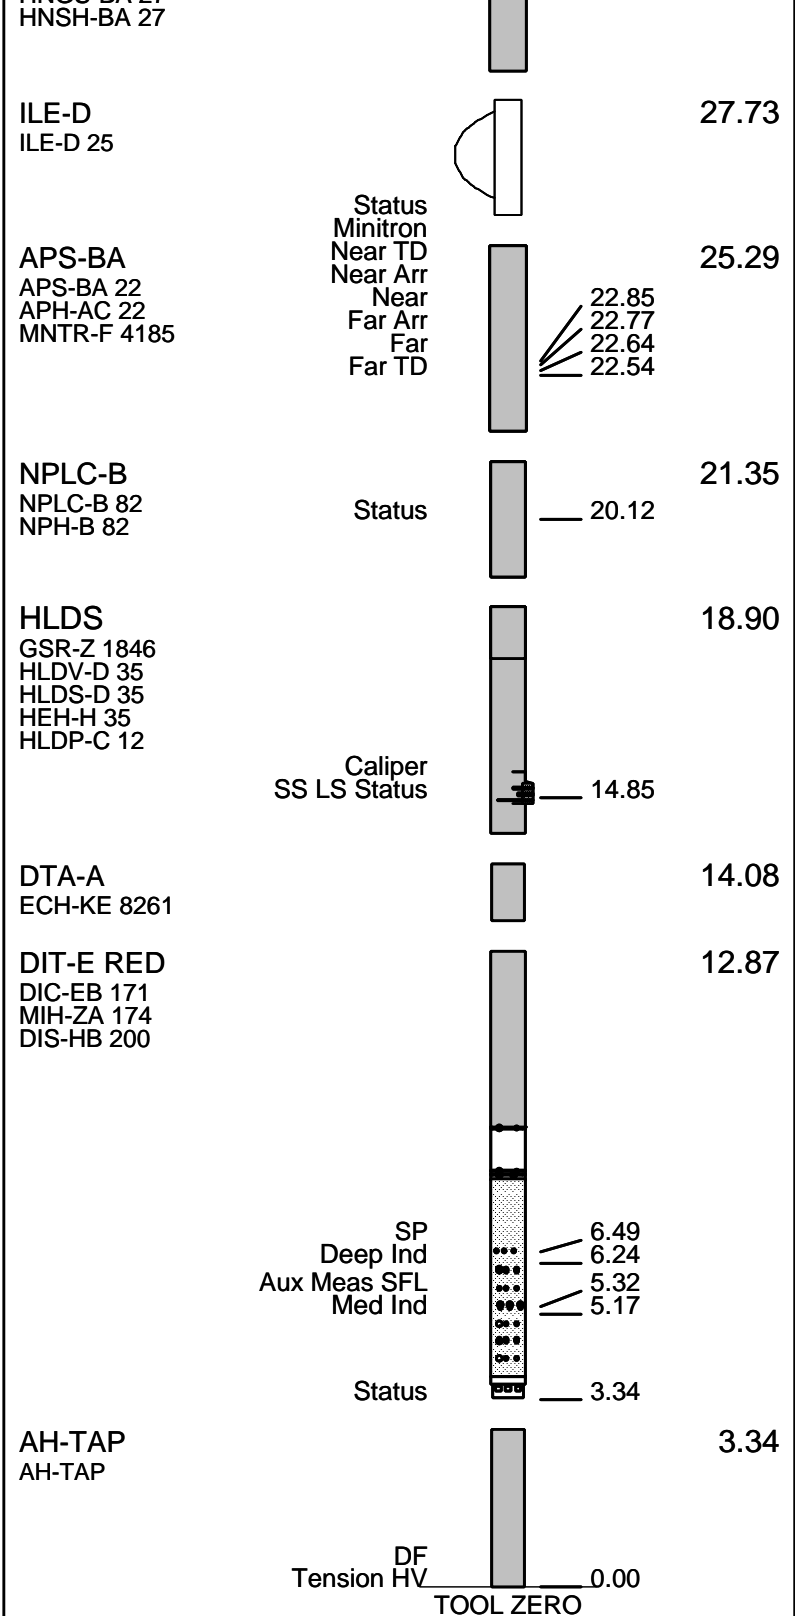 HNSH-BA 27
ILE-D 27.73
ILE-D 25
Status
Minitron
APS-BA Near TD 25.29
Near Arr
APS-BA 22 Near 22.85
APH-AC 22 Far Arr 22.77
MNTR-F 4185 Far 22.64
Far TD 22.54
NPLC-B 21.35
NPLC-B 82 Status 20.12
NPH-B 82
HLDS 18.90
GSR-Z 1846
HLDV-D 35
HLDS-D 35
HEH-H 35
HLDP-C 12
Caliper
SS LS Status 14.85
DTA-A 14.08
ECH-KE 8261
DIT-E RED 12.87
DIC-EB 171
MIH-ZA 174
DIS-HB 200
SP 6.49
Deep Ind 6.24
Aux Meas SFL 5.32
Med Ind 5.17
Status 3.34
AH-TAP 3.34
AH-TAP
DF
Tension HV 0.00
TOOL ZERO